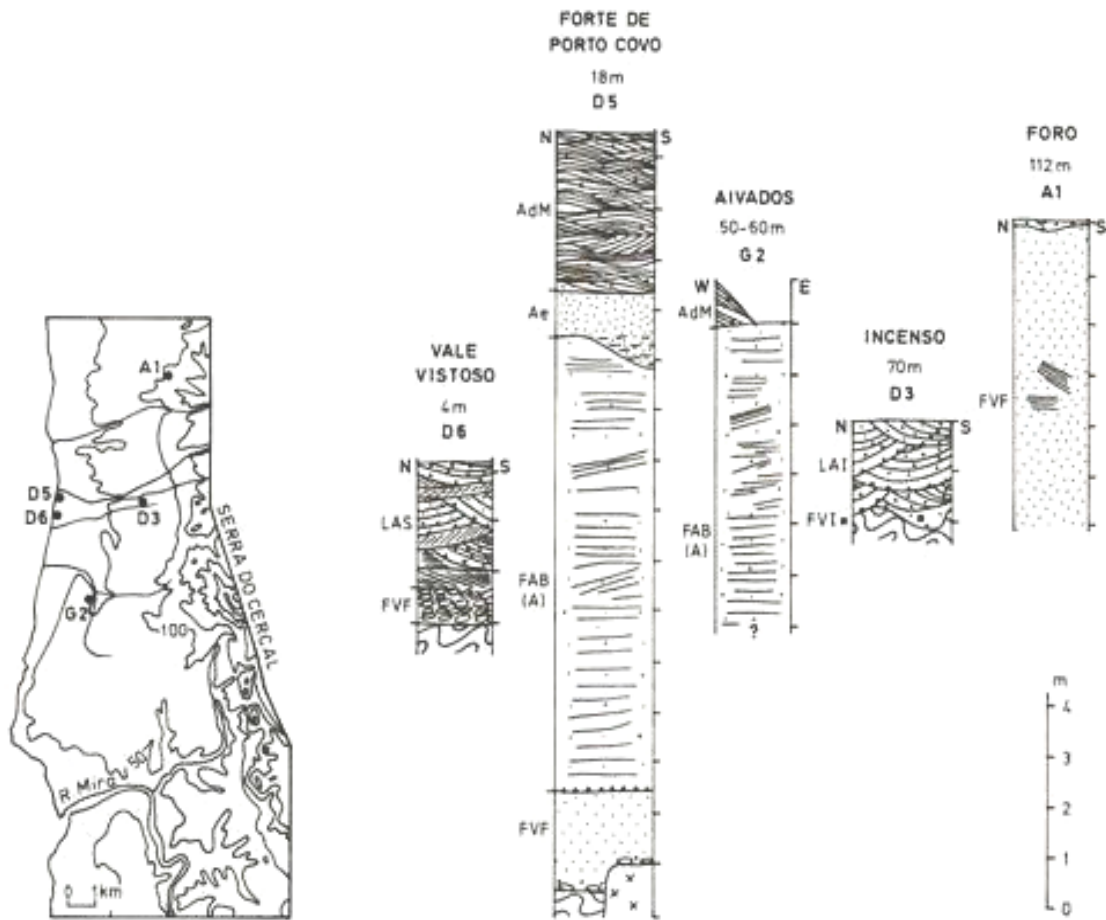 FORTE DE
PORTO COVO
18m
D5
N S
AdM
Ae
FAB
(A)
FVF
AIVADOS
50-60m
G2
W E
AdM
FAB
(A)
?
FORO
112m
A1
N S
FVF
VALE
VISTOSO
4m
D6
N S
LAS
FVF
INCENSO
70m
D3
N S
LAI
FVI
A1
D5
D6
D3
G2
100
SERRA DO CERCAL
R Mira
50
0 1km
m
4
3
2
1
0